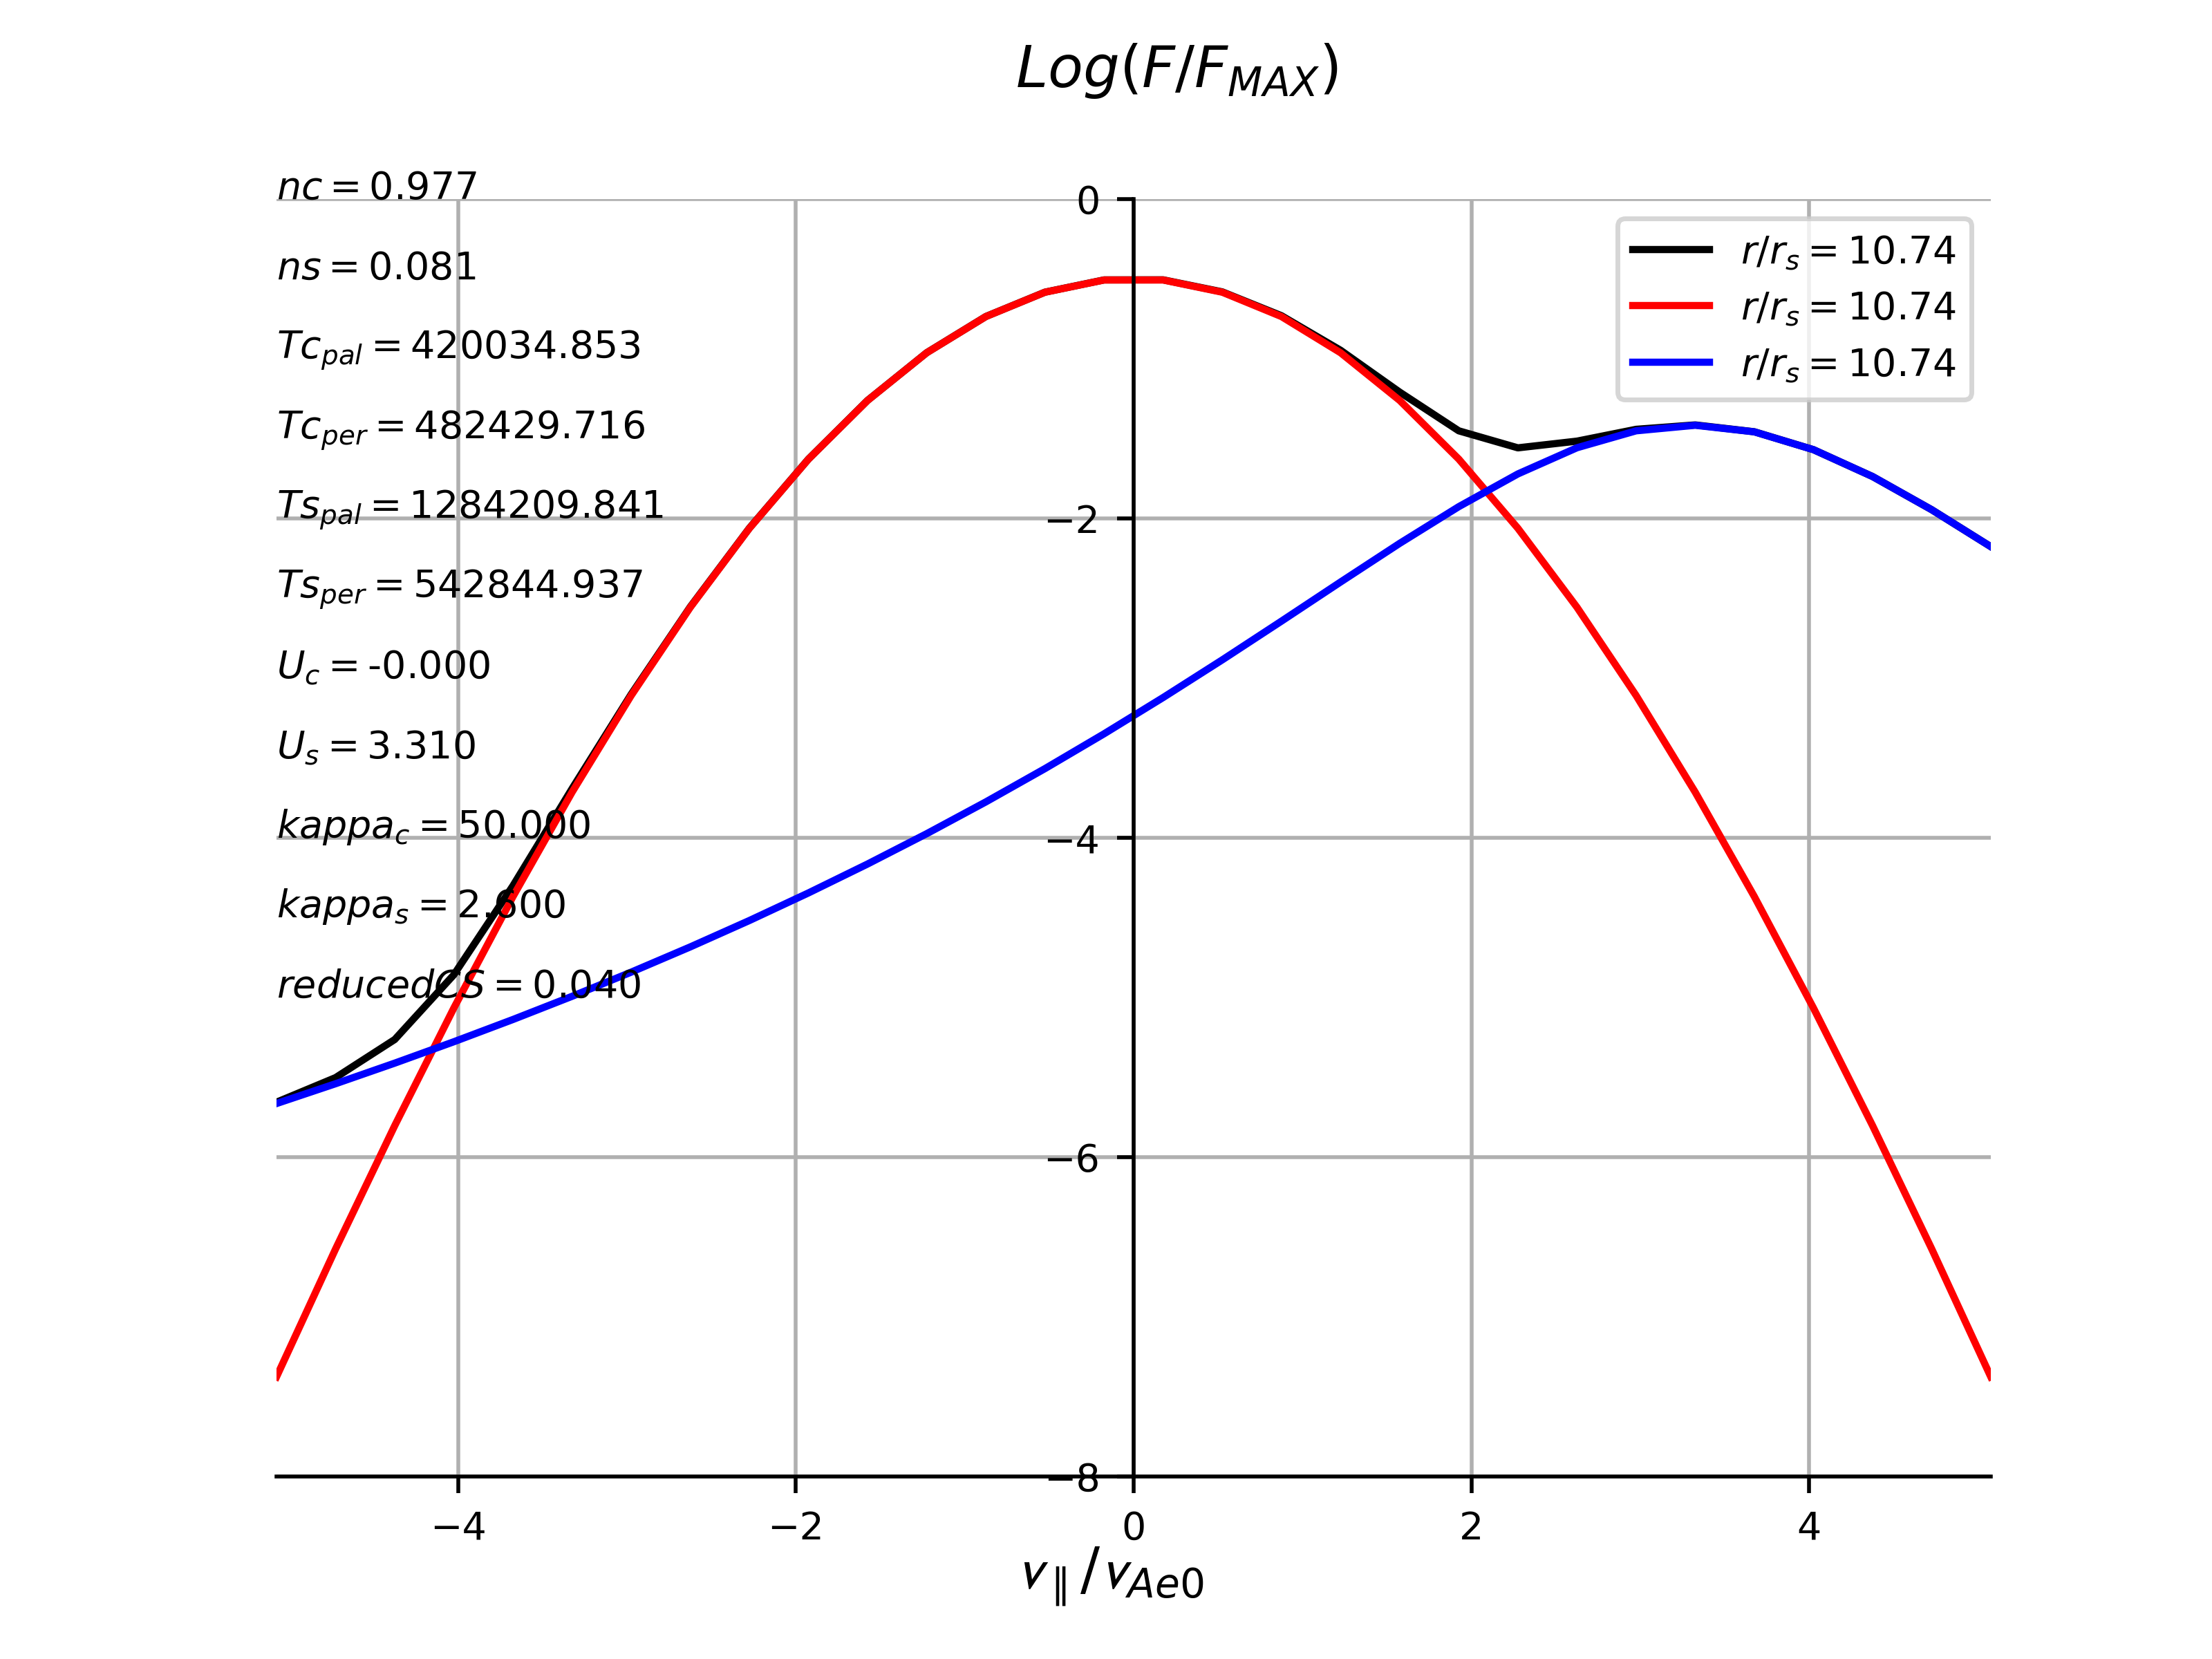 Log(F/F_MAX)
nc = 0.977
ns = 0.081
Tc_pal = 420034.853
Tc_per = 482429.716
Ts_pal = 1284209.841
Ts_per = 542844.937
U_c = -0.000
U_s = 3.310
kappa_c = 50.000
kappa_s = 2.600
reducedCS = 0.040
r/r_s = 10.74
r/r_s = 10.74
r/r_s = 10.74
0
−2
−4
−6
−8
−4 −2 0 2 4
v_∥/v_Ae0